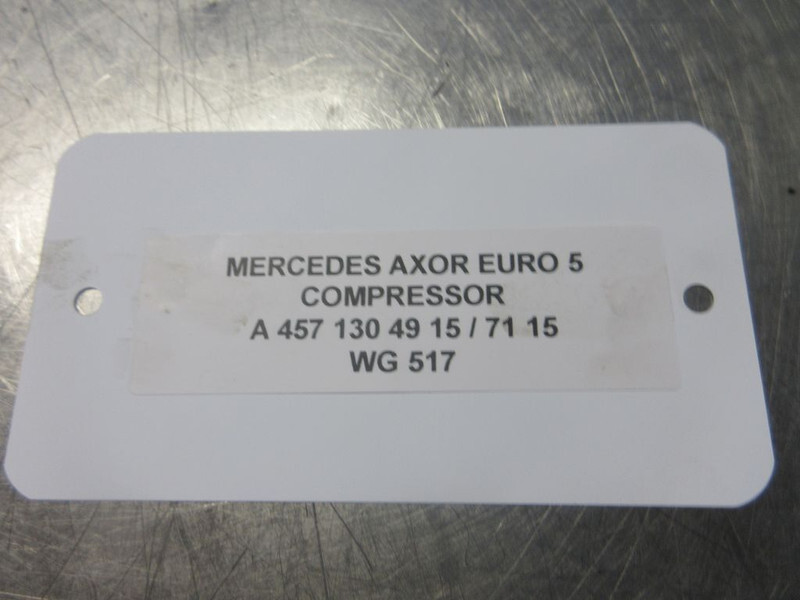 MERCEDES AXOR EURO 5
COMPRESSOR
A 457 130 49 15 / 71 15
WG 517